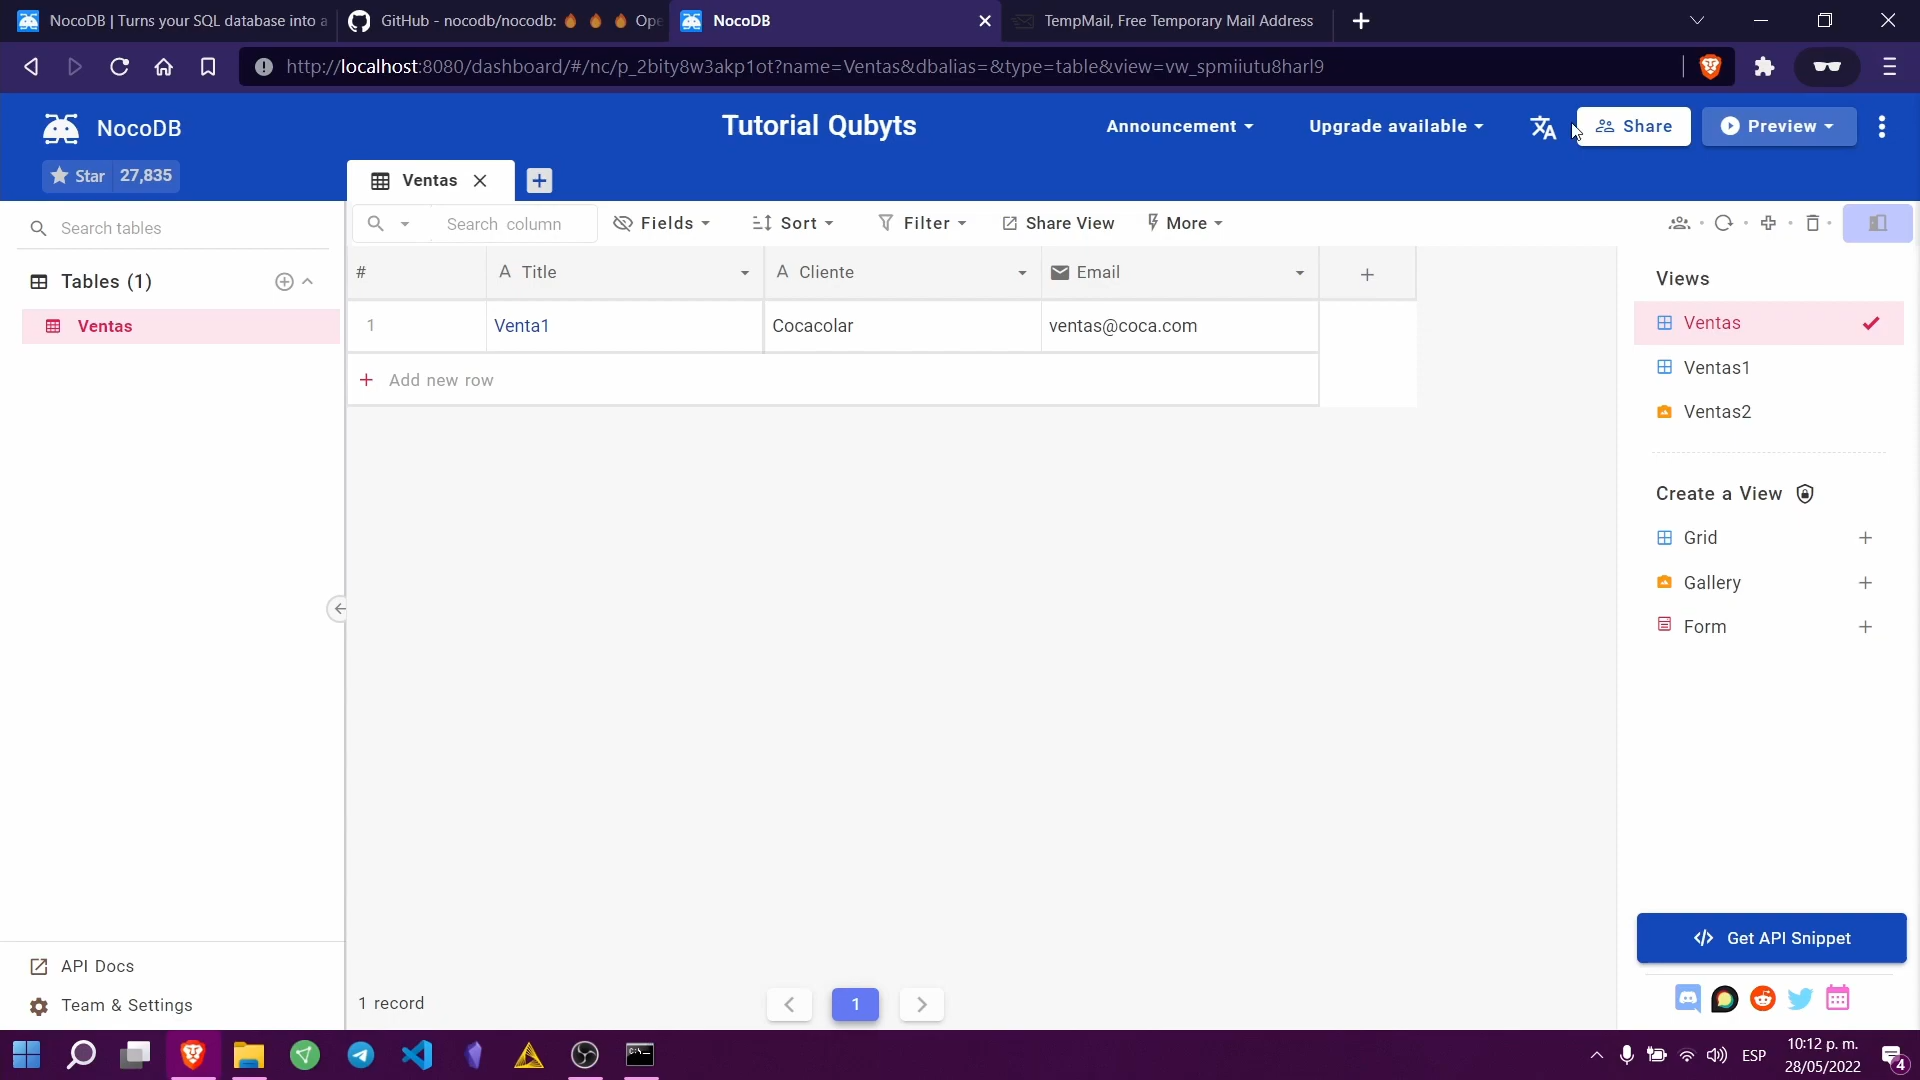 NocoDB | Turns your SQL database into a
GitHub - nocodb/nocodb: 🔥 🔥 🔥 Ope
NocoDB
TempMail, Free Temporary Mail Address
http://localhost:8080/dashboard/#/nc/p_2bity8w3akp1ot?name=Ventas&dbalias=&type=table&view=vw_spmiiutu8harl9
NocoDB
Star 27,835
Tutorial Qubyts
Announcement
Upgrade available
Share
Preview
Ventas
Search tables
Search column
Fields
Sort
Filter
Share View
More
Tables (1)
Ventas
# Title Cliente Email
1 Venta1 Cocacolar ventas@coca.com
Add new row
Views
Ventas
Ventas1
Ventas2
Create a View
Grid
Gallery
Form
Get API Snippet
API Docs
Team & Settings
1 record
1
ESP
10:12 p. m.
28/05/2022
4